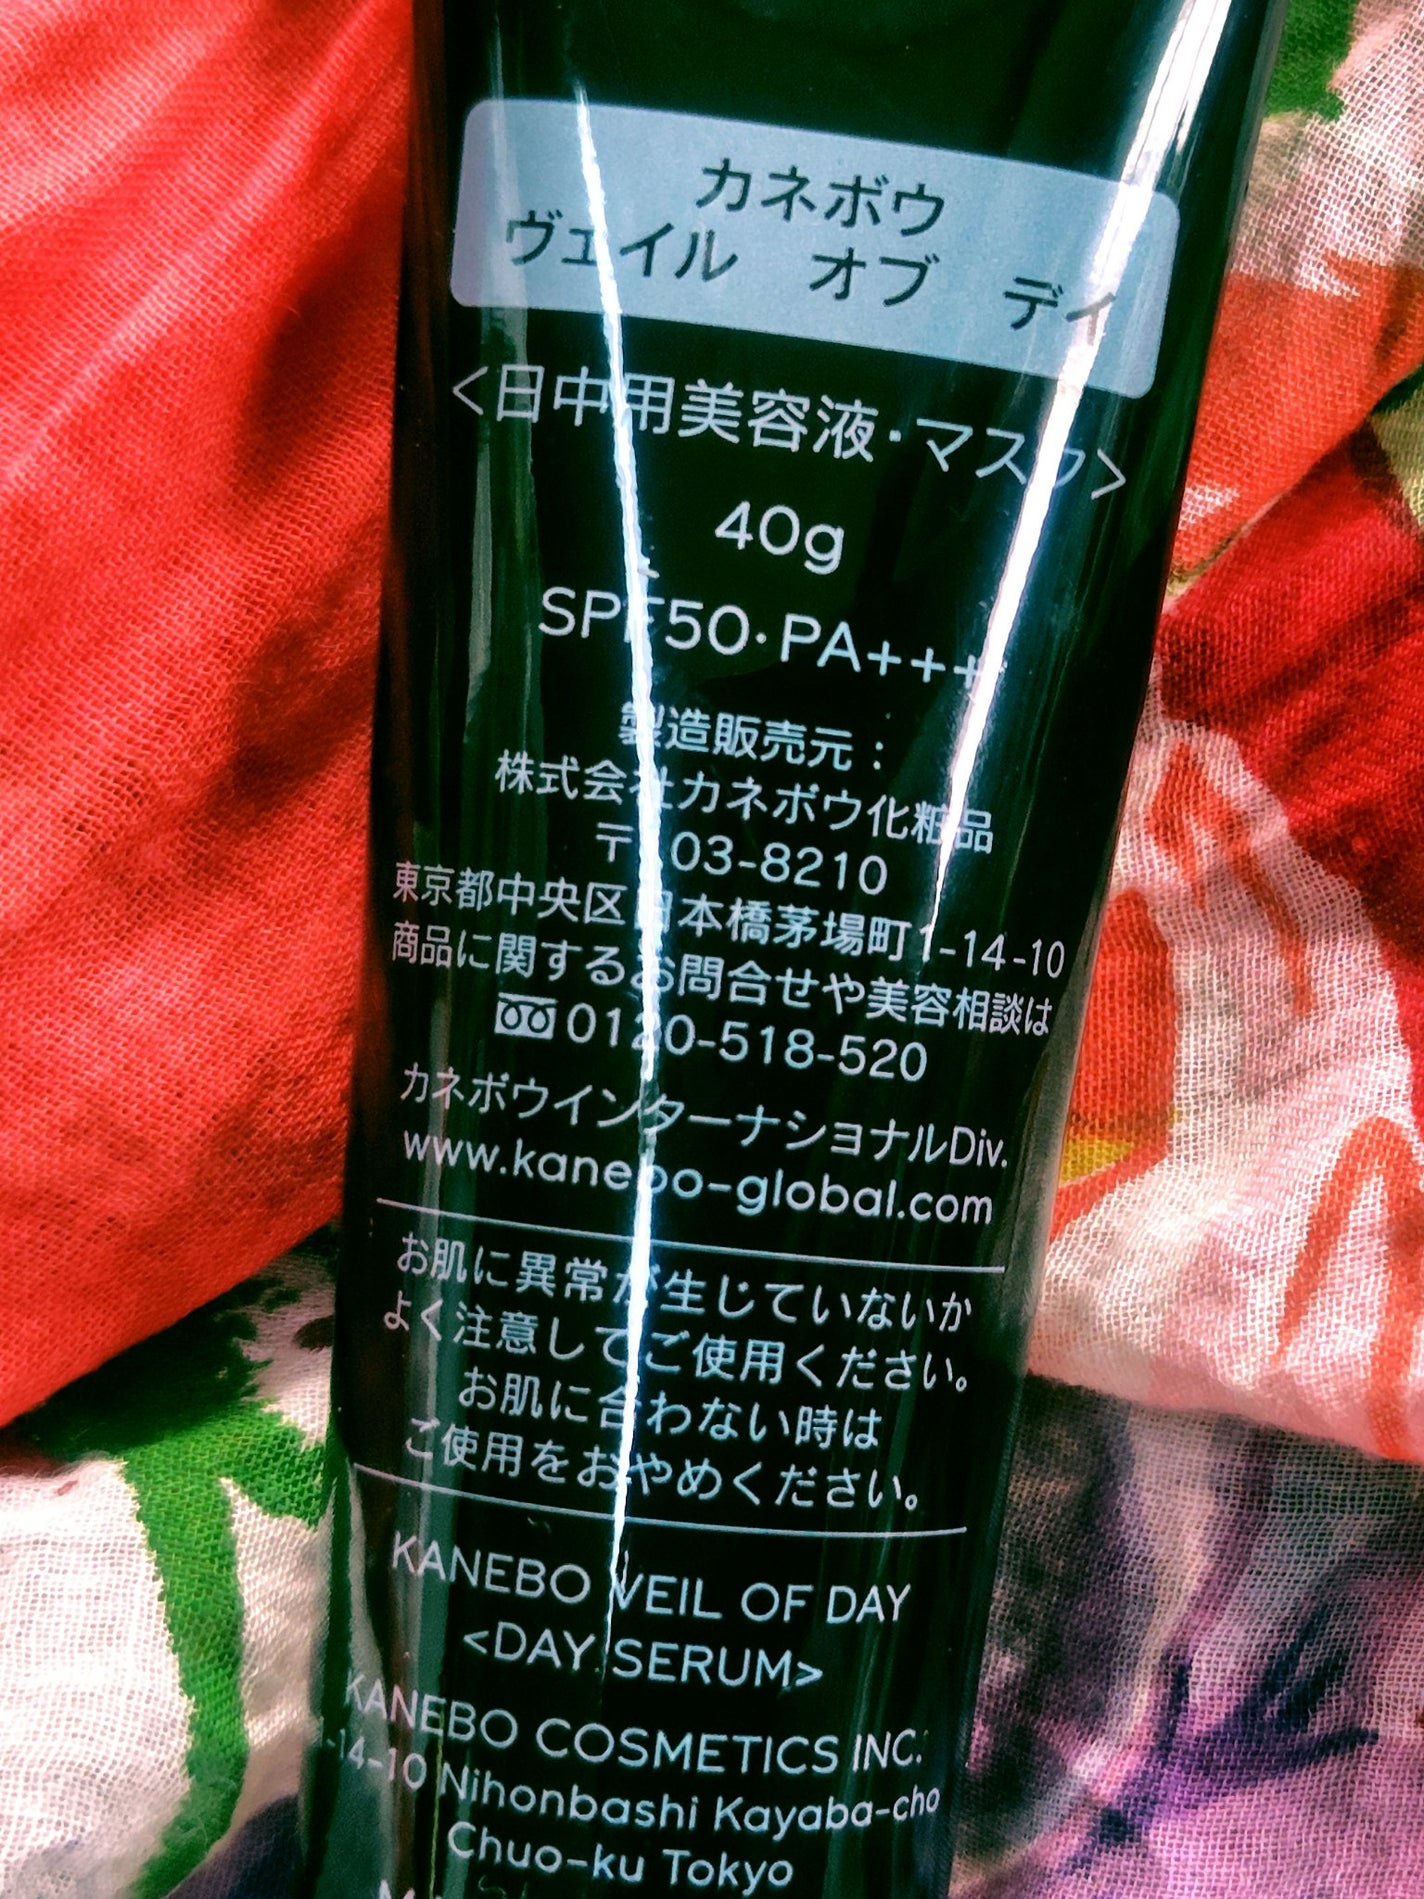 カネボウ
ヴェイル オブ デイ
<日中用美容液・マスク>
40g
SPF50・PA+++
製造販売元：
株式会社カネボウ化粧品
〒103-8210
東京都中央区日本橋茅場町1-14-10
商品に関するお問合せや美容相談は
0120-518-520
カネボウインターナショナルDiv.
www.kanebo-global.com
お肌に異常が生じていないか
よく注意してご使用ください。
お肌に合わない時は
ご使用をおやめください。
KANEBO VEIL OF DAY
<DAY SERUM>
KANEBO COSMETICS INC.
1-14-10 Nihonbashi Kayaba-cho
Chuo-ku Tokyo